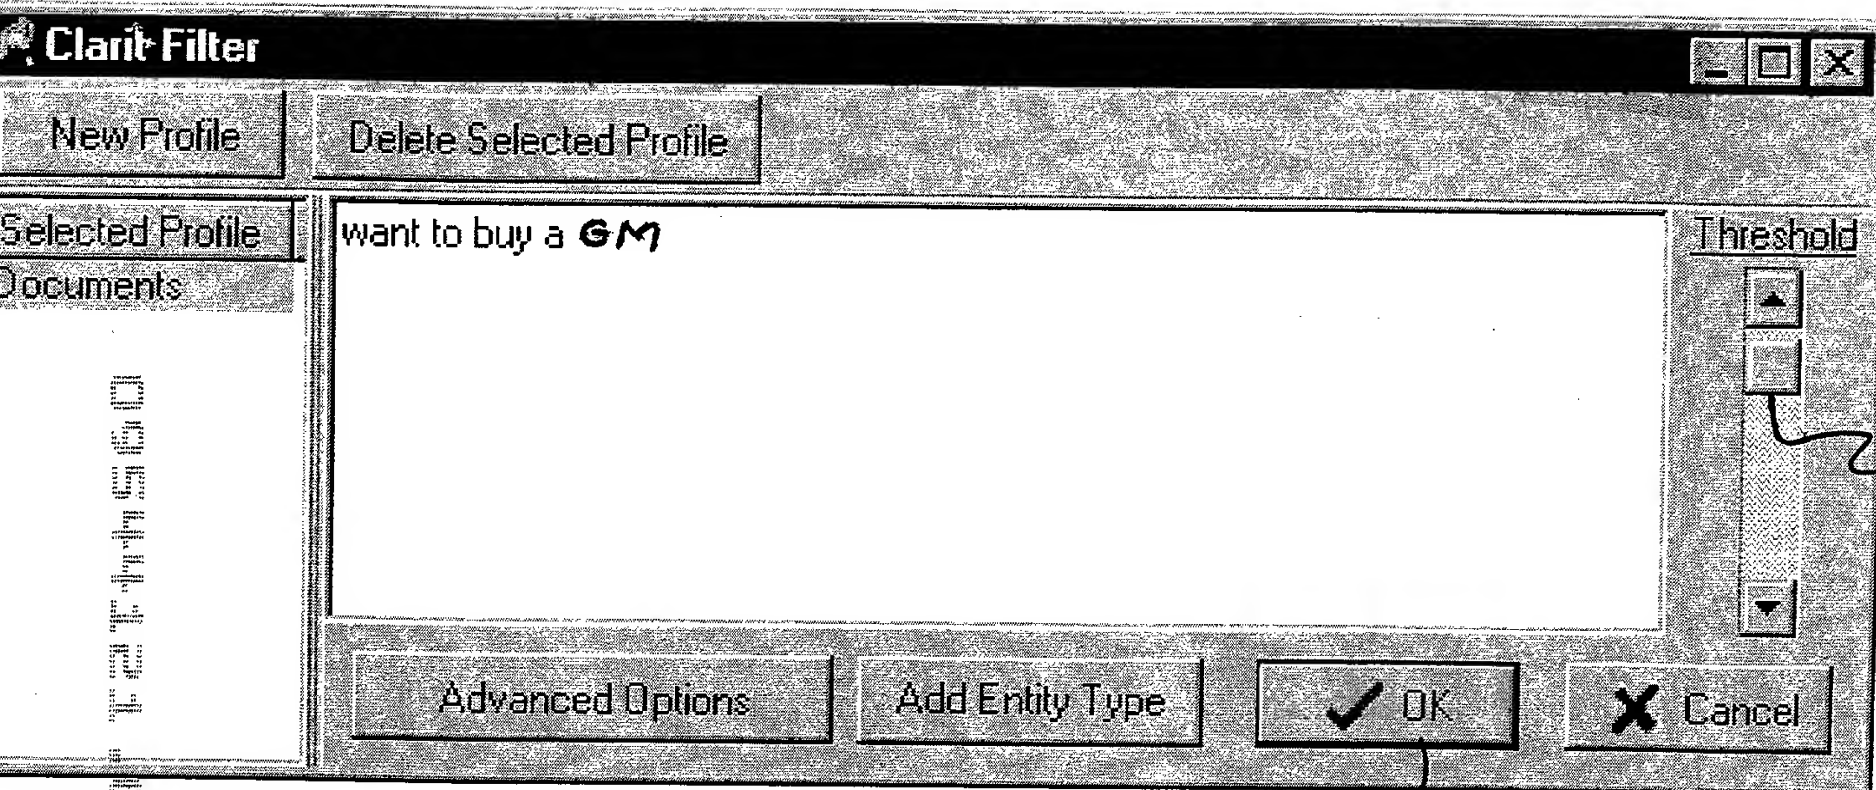 Clarit Filter
New Profile
Delete Selected Profile
Selected Profile
Documents
want to buy a GM
Threshold
Advanced Options
Add Entity Type
OK
Cancel